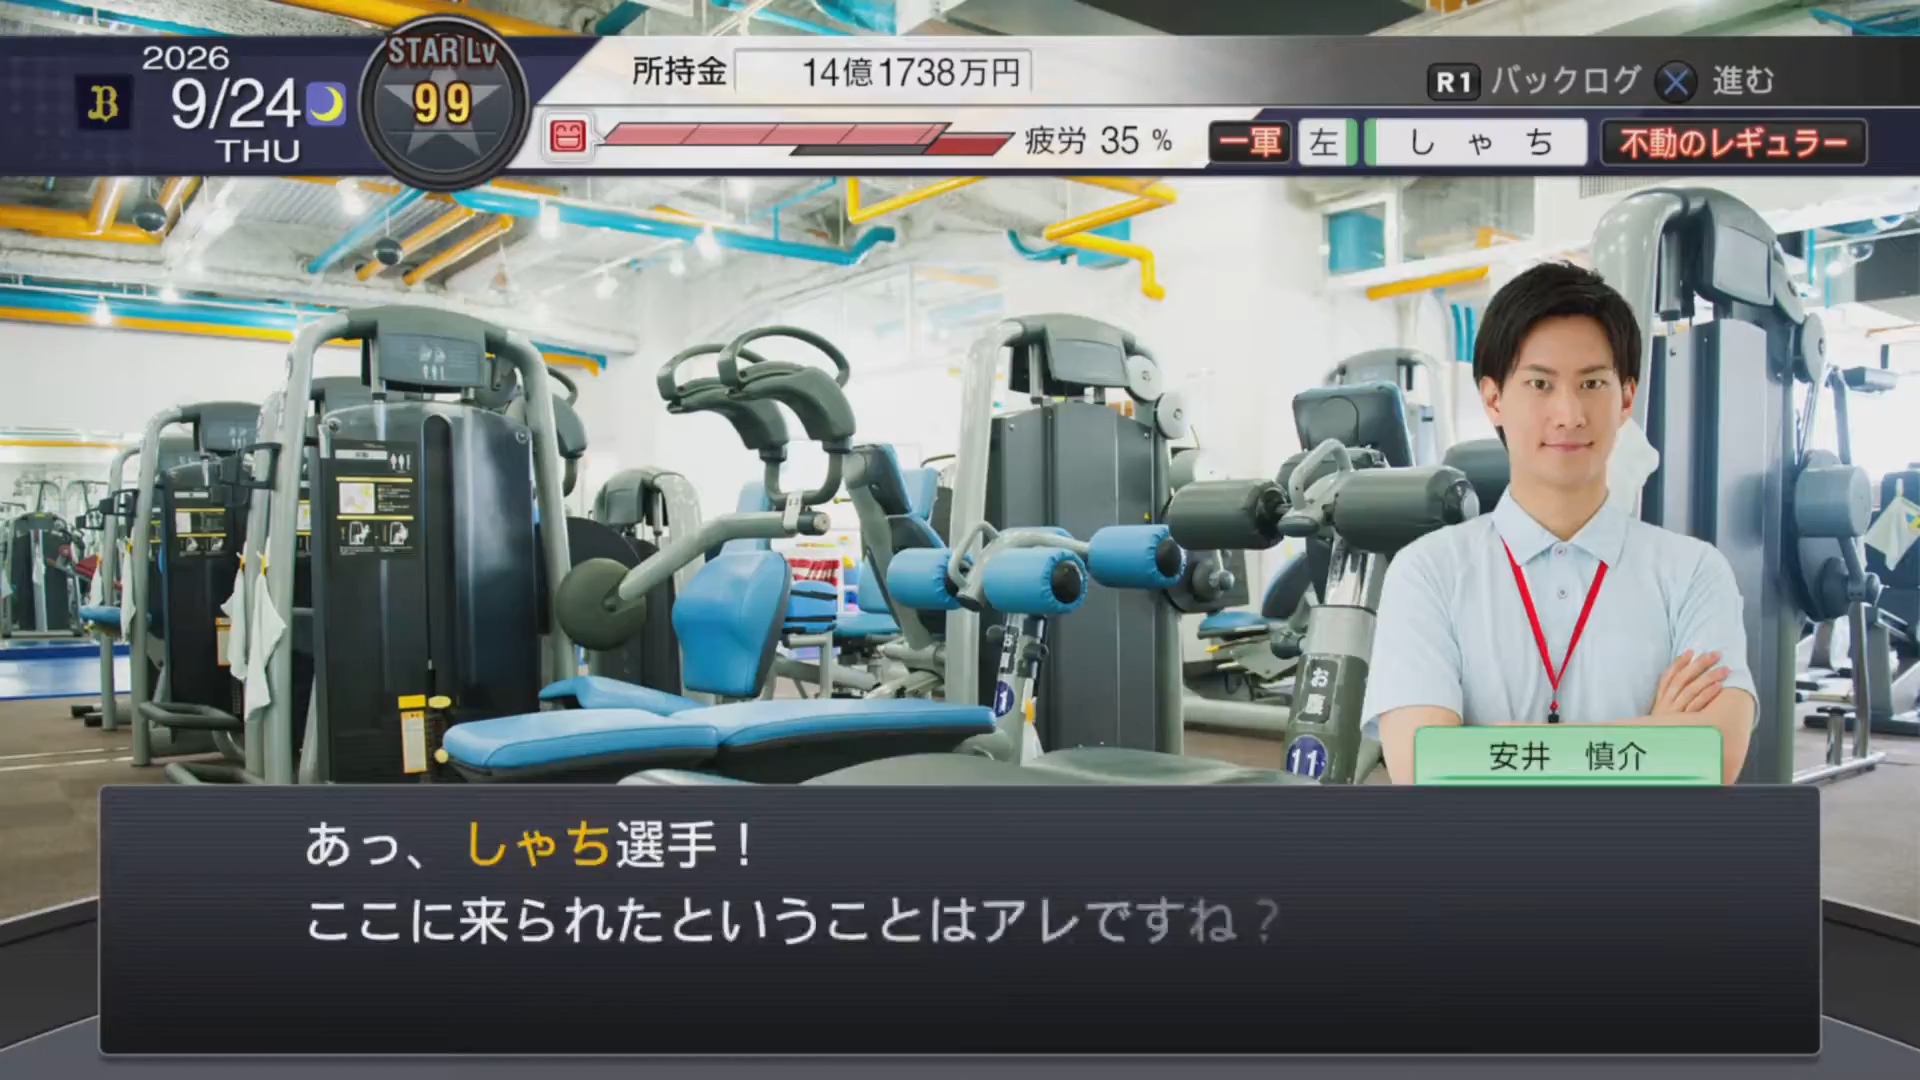 2026
9/24
THU
B
STAR Lv
99
所持金 14億1738万円
疲労 35 %
R1 バックログ 進む
一軍 左 しゃち 不動のレギュラー
1
11
安井 慎介
あっ、しゃち選手！
ここに来られたということはアレですね？